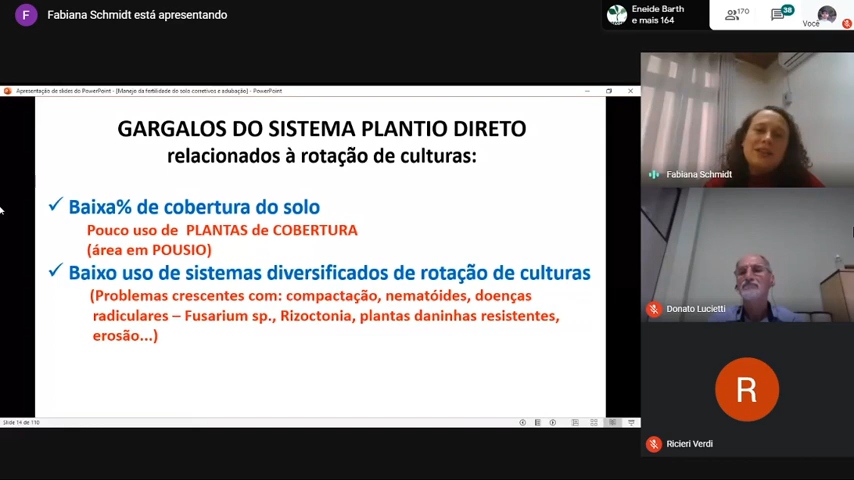 F Fabiana Schmidt está apresentando
Eneide Barth
e mais 164
170
38
Você
Apresentação de slides do PowerPoint - [Manejo da fertilidade do solo corretivos e adubação] - PowerPoint
GARGALOS DO SISTEMA PLANTIO DIRETO
relacionados à rotação de culturas:
✓ Baixa% de cobertura do solo
Pouco uso de PLANTAS de COBERTURA
(área em POUSIO)
✓ Baixo uso de sistemas diversificados de rotação de culturas
(Problemas crescentes com: compactação, nematóides, doenças
radiculares – Fusarium sp., Rizoctonia, plantas daninhas resistentes,
erosão...)
Slide 14 de 110
Fabiana Schmidt
Donato Lucietti
R
Ricieri Verdi